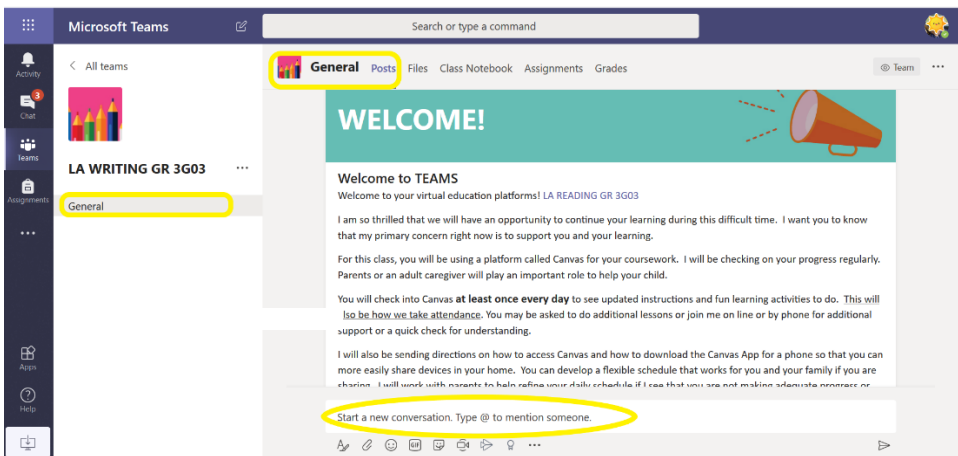 Microsoft Teams
Search or type a command
Activity
3
Chat
Teams
Assignments
Apps
Help
All teams
LA WRITING GR 3G03
General
General Posts Files Class Notebook Assignments Grades
Team
WELCOME!
Welcome to TEAMS
Welcome to your virtual education platforms! LA READING GR 3G03
I am so thrilled that we will have an opportunity to continue your learning during this difficult time. I want you to know
that my primary concern right now is to support you and your learning.
For this class, you will be using a platform called Canvas for your coursework. I will be checking on your progress regularly.
Parents or an adult caregiver will play an important role to help your child.
You will check into Canvas at least once every day to see updated instructions and fun learning activities to do. This will
lso be how we take attendance. You may be asked to do additional lessons or join me on line or by phone for additional
support or a quick check for understanding.
I will also be sending directions on how to access Canvas and how to download the Canvas App for a phone so that you can
more easily share devices in your home. You can develop a flexible schedule that works for you and your family if you are
sharing. I will work with parents to help refine your daily schedule if I see that you are not making adequate progress or
Start a new conversation. Type @ to mention someone.
GIF